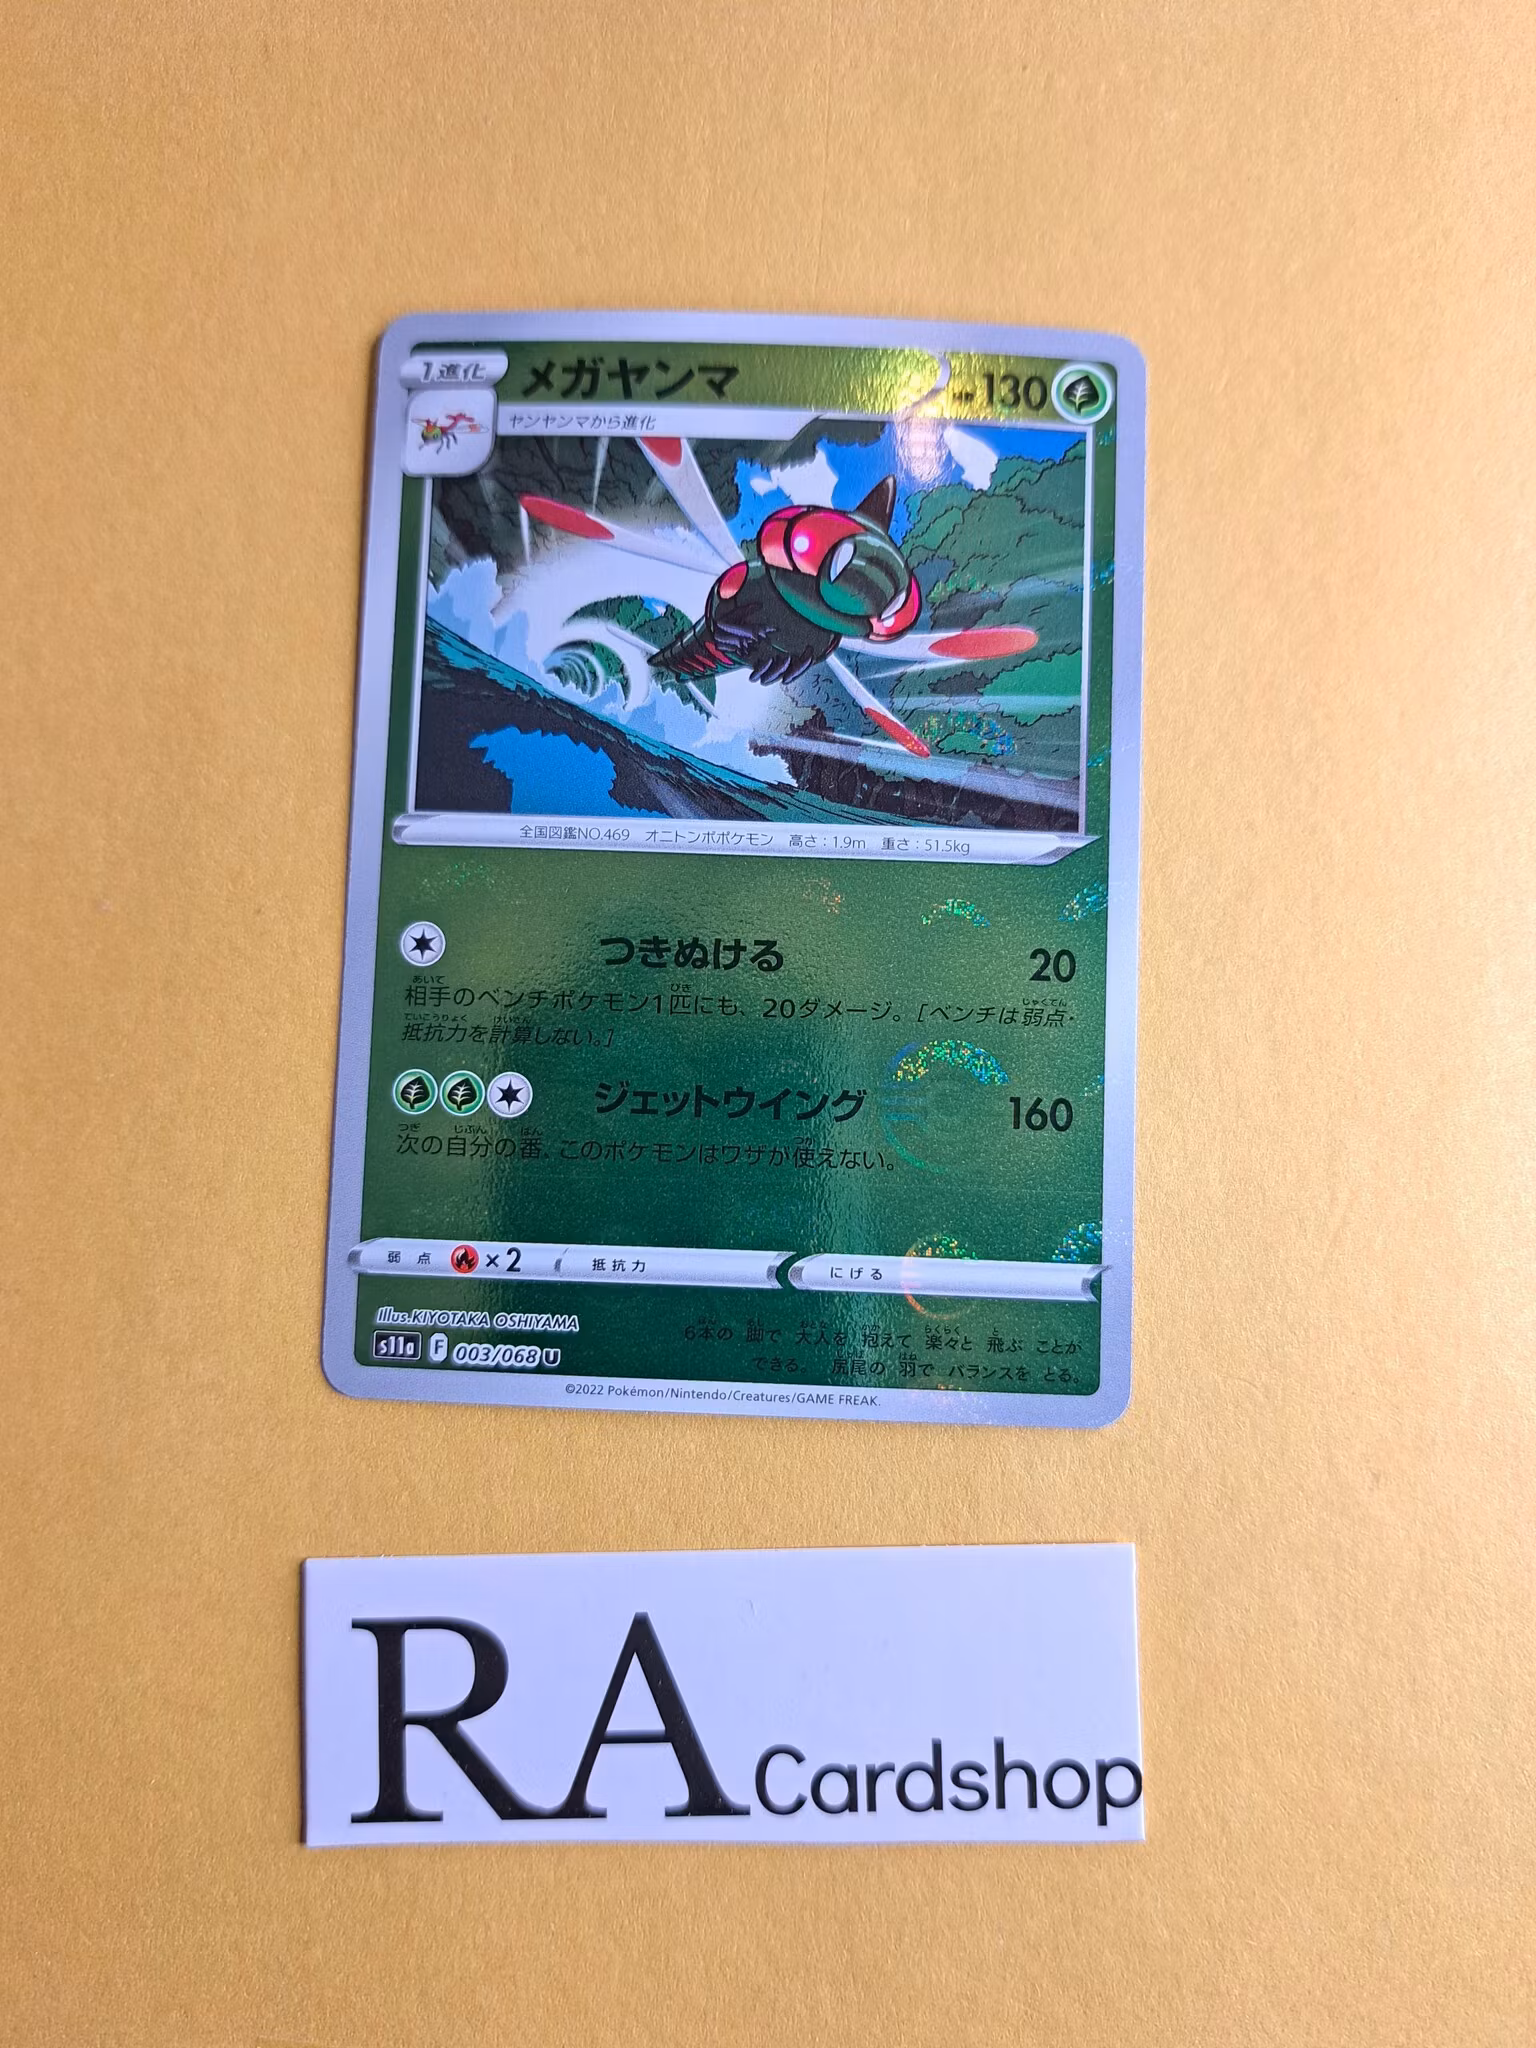 1進化
メガヤンマ
HP 130
ヤンヤンマから進化
全国図鑑NO.469 オニトンボポケモン 高さ：1.9m 重さ：51.5kg
つきぬける 20
相手のベンチポケモン1匹にも、20ダメージ。［ベンチは弱点・
抵抗力を計算しない。］
ジェットウイング 160
次の自分の番、このポケモンはワザが使えない。
弱点 ×2 抵抗力 にげる
Illus.KIYOTAKA OSHIYAMA
s11a F 003/068 U
6本の 脚で 大人を 抱えて 楽々と 飛ぶ ことが
できる。 尻尾の 羽で バランスを とる。
©2022 Pokémon/Nintendo/Creatures/GAME FREAK.
RA Cardshop